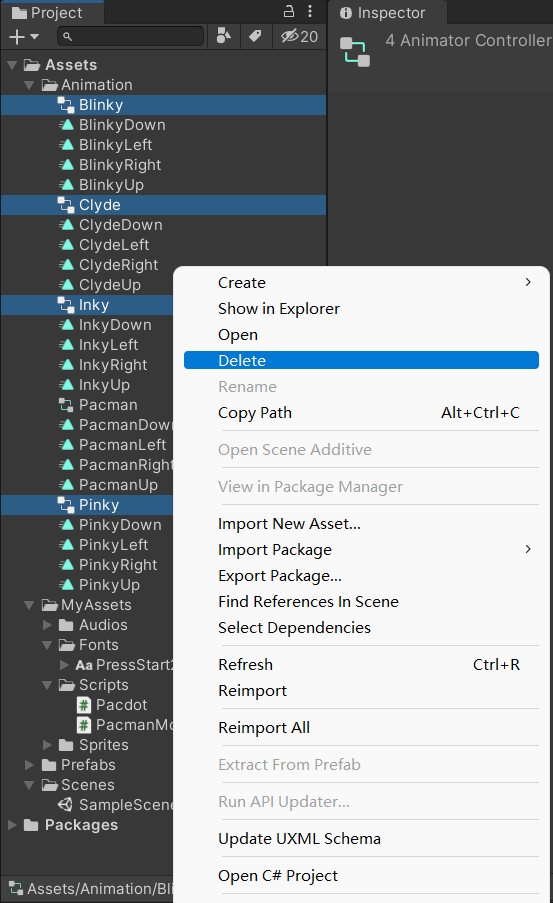 Project
Inspector
20
4 Animator Controller
Assets
Animation
Blinky
BlinkyDown
BlinkyLeft
BlinkyRight
BlinkyUp
Clyde
ClydeDown
ClydeLeft
ClydeRight
ClydeUp
Inky
InkyDown
InkyLeft
InkyRight
InkyUp
Pacman
PacmanDown
PacmanLeft
PacmanRight
PacmanUp
Pinky
PinkyDown
PinkyLeft
PinkyRight
PinkyUp
MyAssets
Audios
Fonts
Aa PressStart2
Scripts
# Pacdot
# PacmanMo
Sprites
Prefabs
Scenes
SampleScene
Packages
Assets/Animation/Bli
Create
Show in Explorer
Open
Delete
Rename
Copy Path Alt+Ctrl+C
Open Scene Additive
View in Package Manager
Import New Asset...
Import Package
Export Package...
Find References In Scene
Select Dependencies
Refresh Ctrl+R
Reimport
Reimport All
Extract From Prefab
Run API Updater...
Update UXML Schema
Open C# Project